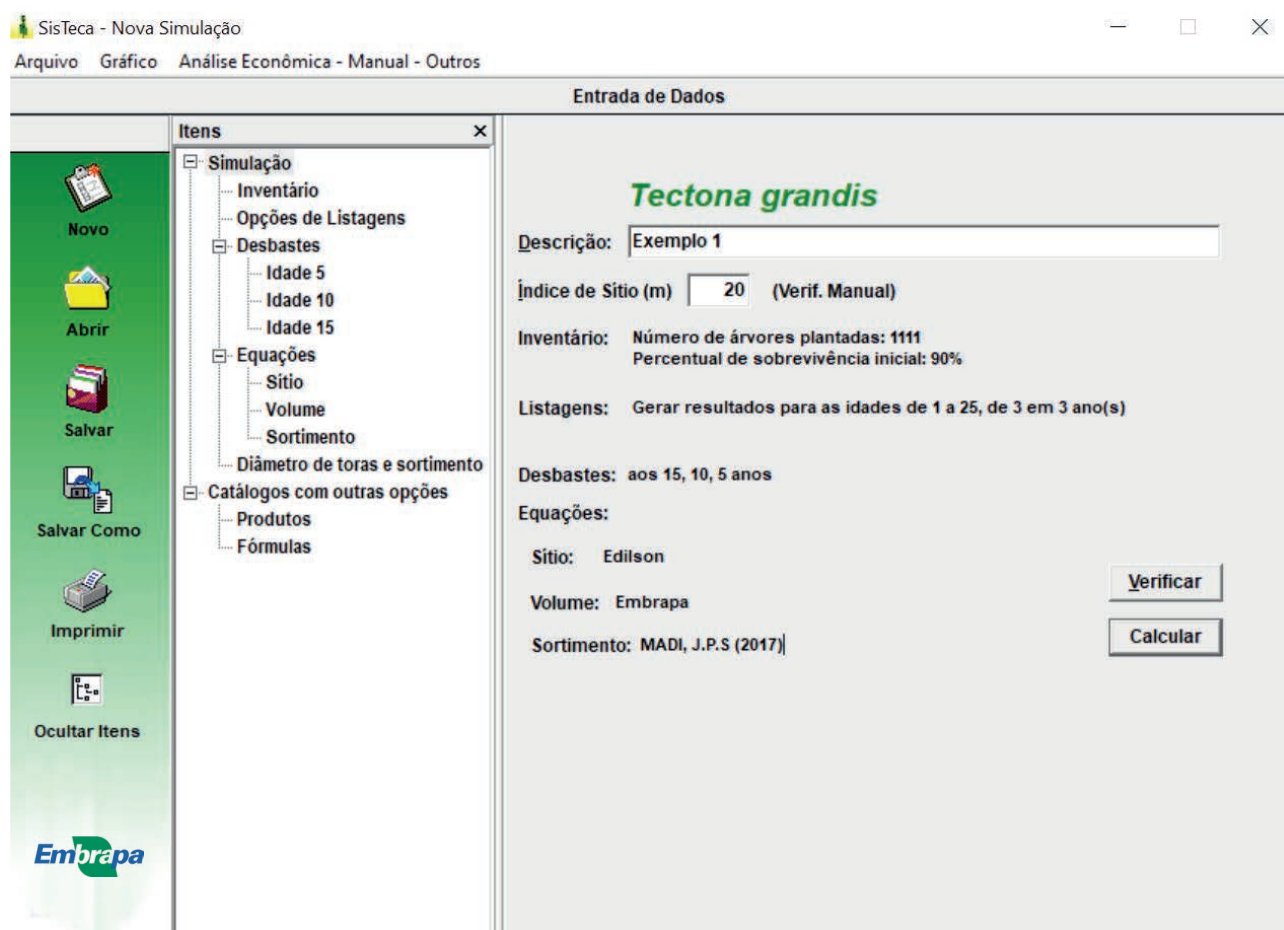 SisTeca - Nova Simulação
Arquivo Gráfico Análise Econômica - Manual - Outros
Entrada de Dados
Novo
Abrir
Salvar
Salvar Como
Imprimir
Ocultar Itens
Embrapa
Itens
Simulação
Inventário
Opções de Listagens
Desbastes
Idade 5
Idade 10
Idade 15
Equações
Sitio
Volume
Sortimento
Diâmetro de toras e sortimento
Catálogos com outras opções
Produtos
Fórmulas
Tectona grandis
Descrição: Exemplo 1
Índice de Sitio (m) 20 (Verif. Manual)
Inventário: Número de árvores plantadas: 1111
Percentual de sobrevivência inicial: 90%
Listagens: Gerar resultados para as idades de 1 a 25, de 3 em 3 ano(s)
Desbastes: aos 15, 10, 5 anos
Equações:
Sitio: Edilson
Volume: Embrapa
Sortimento: MADI, J.P.S (2017)
Verificar
Calcular